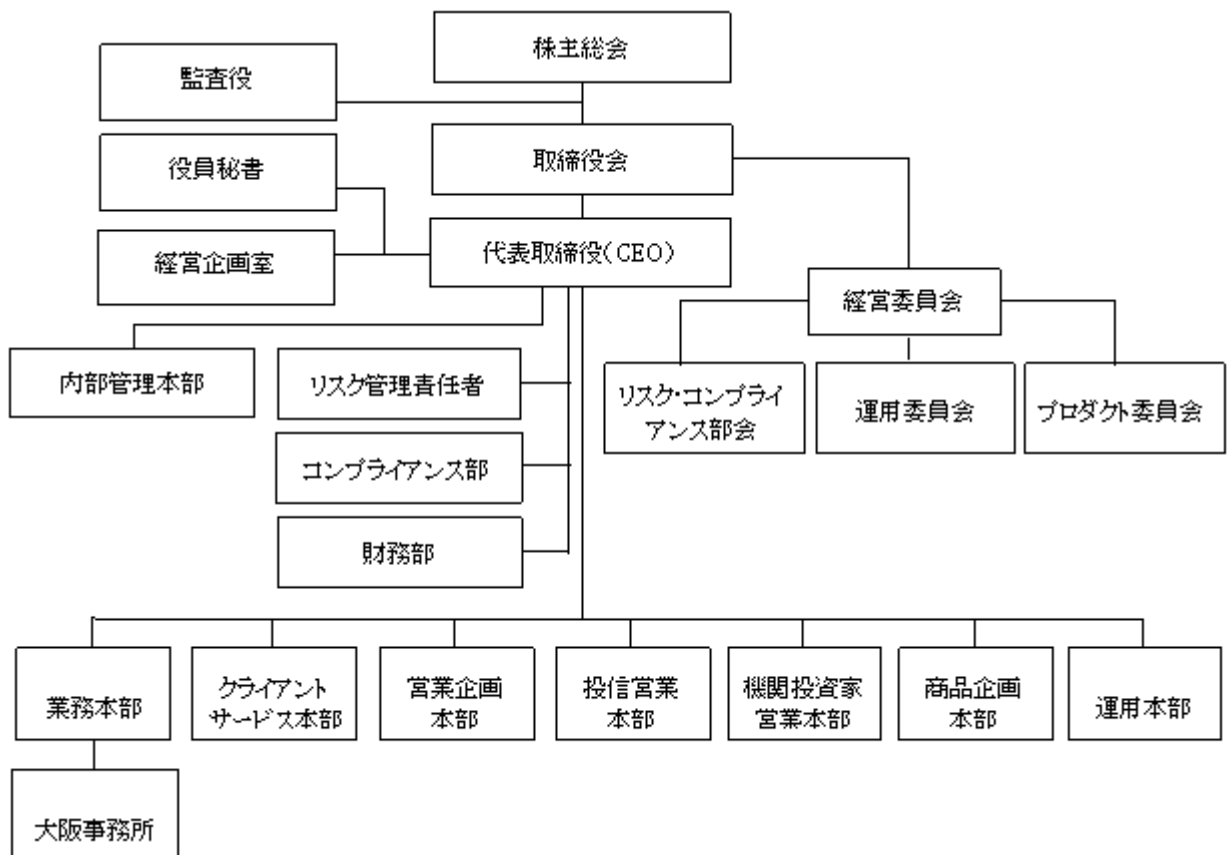 株主総会
監査役
取締役会
役員秘書
代表取締役(CEO)
経営企画室
経営委員会
内部管理本部
リスク管理責任者
リスク・コンプライ
アンス部会
運用委員会
プロダクト委員会
コンプライアンス部
財務部
業務本部
クライアント
サービス本部
営業企画
本部
投信営業
本部
機関投資家
営業本部
商品企画
本部
運用本部
大阪事務所